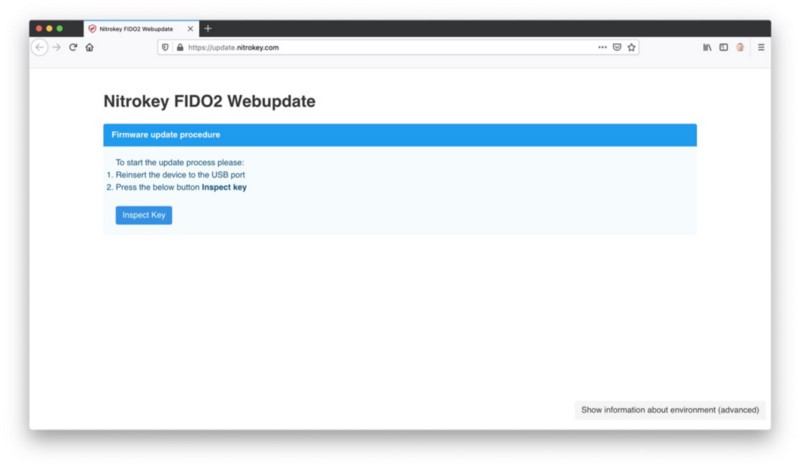 Nitrokey FIDO2 Webupdate
https://update.nitrokey.com
Nitrokey FIDO2 Webupdate
Firmware update procedure
To start the update process please:
1. Reinsert the device to the USB port
2. Press the below button Inspect key
Inspect Key
Show information about environment (advanced)